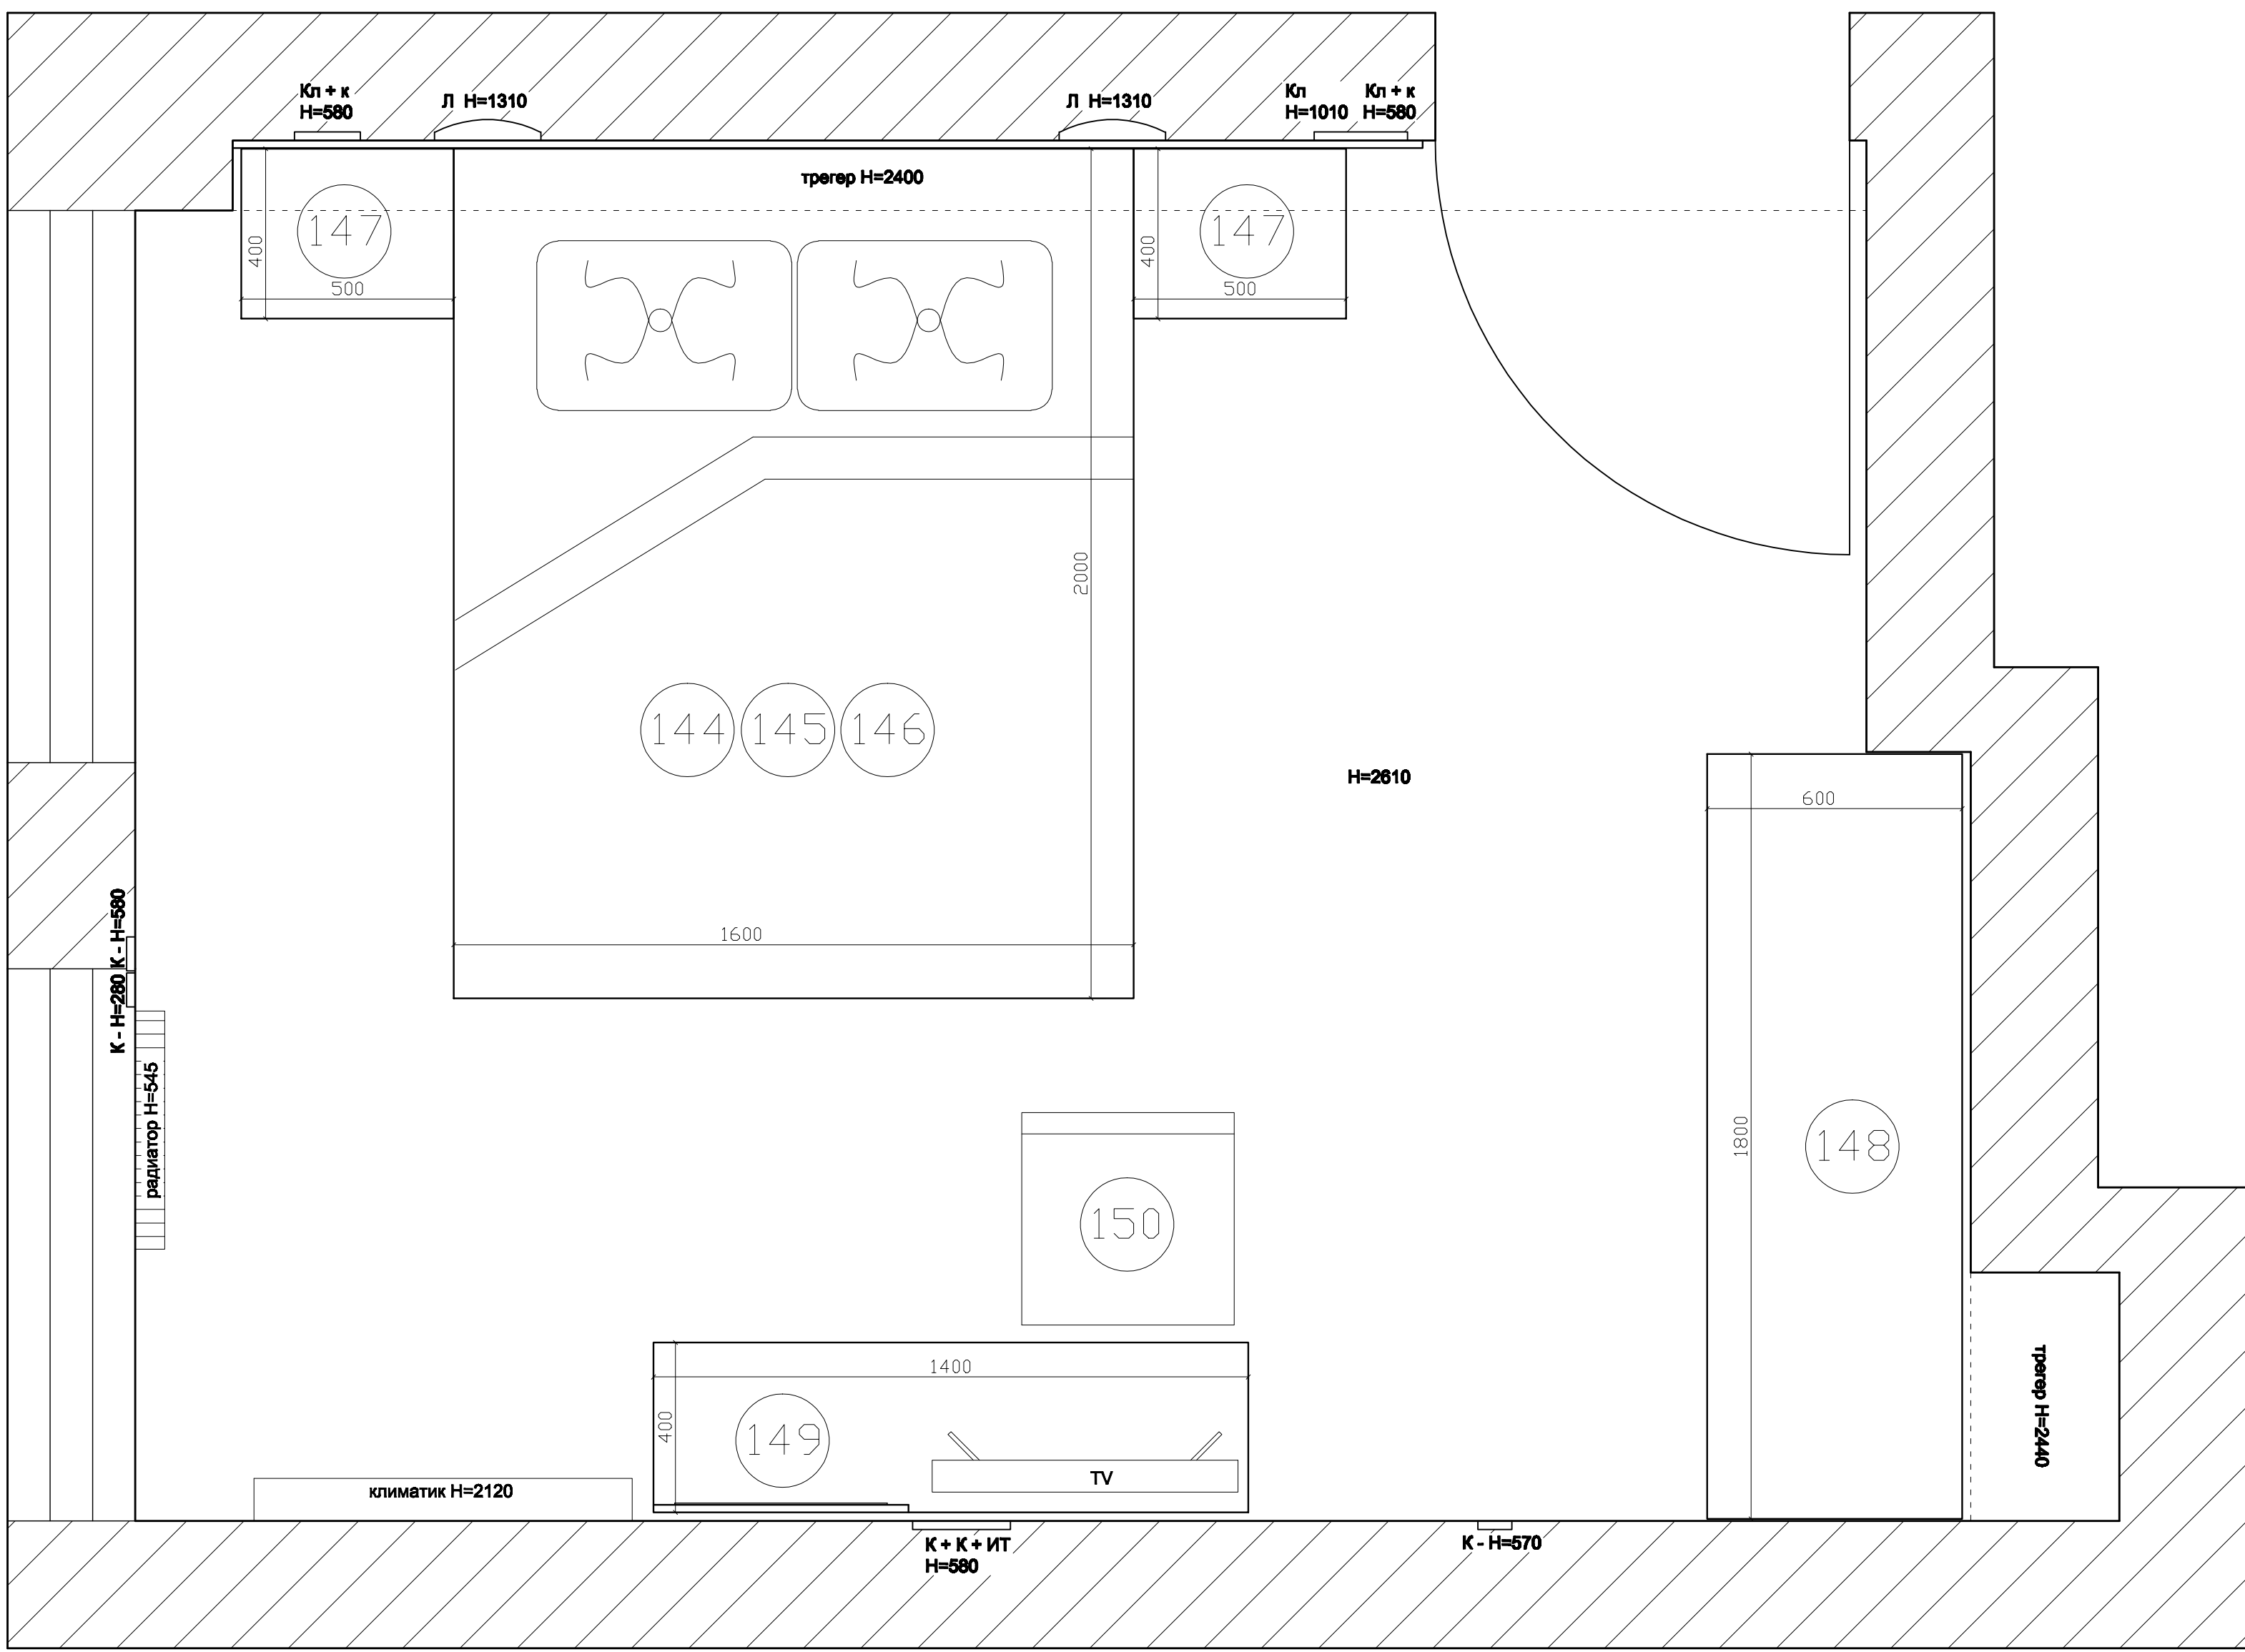 Кл + к
H=580
Л H=1310
Л H=1310
Кл
H=1010
Кл + к
H=580
трегер H=2400
147
400
500
147
400
500
2000
144 145 146
H=2610
600
1600
К - H=580
К - H=280
радиатор H=545
1800
148
150
трегер H=2440
1400
400
149
TV
климатик H=2120
К + К + ИТ
H=580
К - H=570